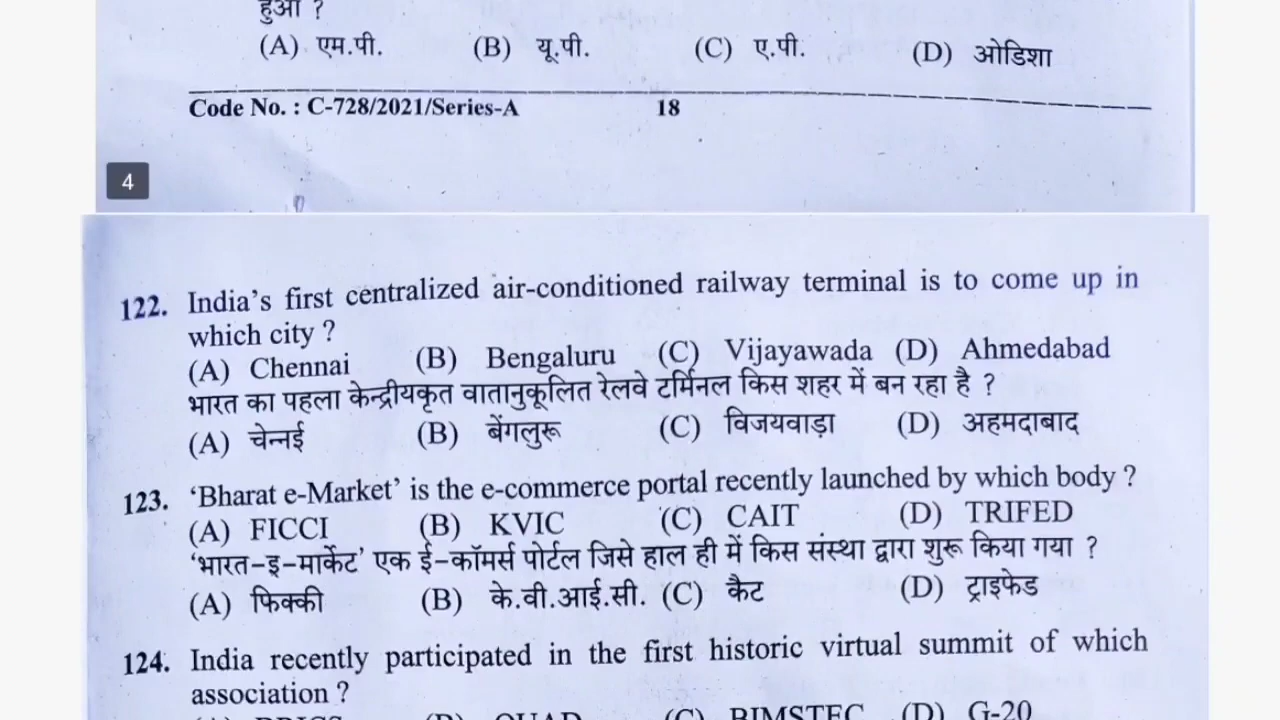 हुआ ?
(A) एम.पी. (B) यू.पी. (C) ए.पी. (D) ओडिशा
Code No. : C-728/2021/Series-A 18
4
122. India's first centralized air-conditioned railway terminal is to come up in
which city ?
(A) Chennai (B) Bengaluru (C) Vijayawada (D) Ahmedabad
भारत का पहला केन्द्रीयकृत वातानुकूलित रेलवे टर्मिनल किस शहर में बन रहा है ?
(A) चेन्नई (B) बेंगलुरू (C) विजयवाड़ा (D) अहमदाबाद
123. 'Bharat e-Market' is the e-commerce portal recently launched by which body ?
(A) FICCI (B) KVIC (C) CAIT (D) TRIFED
'भारत-इ-मार्केट' एक ई-कॉमर्स पोर्टल जिसे हाल ही में किस संस्था द्वारा शुरू किया गया ?
(A) फिक्की (B) के.वी.आई.सी. (C) कैट (D) ट्राइफेड
124. India recently participated in the first historic virtual summit of which
association ?
(A) BRICS (B) QUAD (C) BIMSTEC (D) G-20